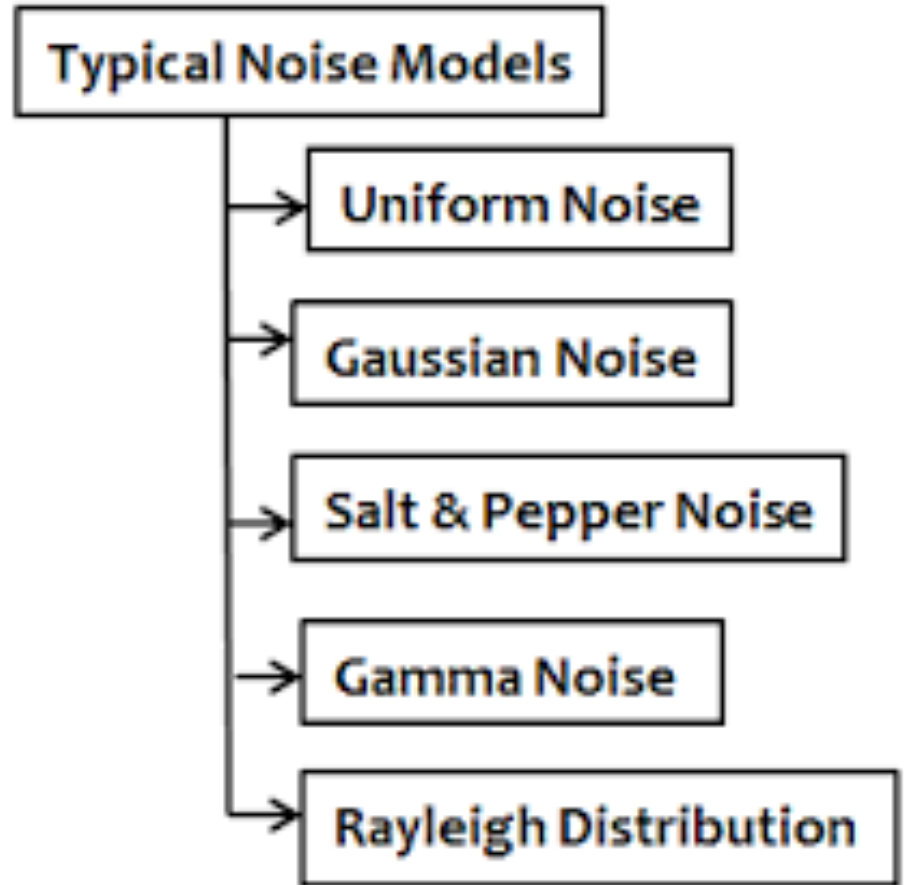 Typical Noise Models
Uniform Noise
Gaussian Noise
Salt & Pepper Noise
Gamma Noise
Rayleigh Distribution